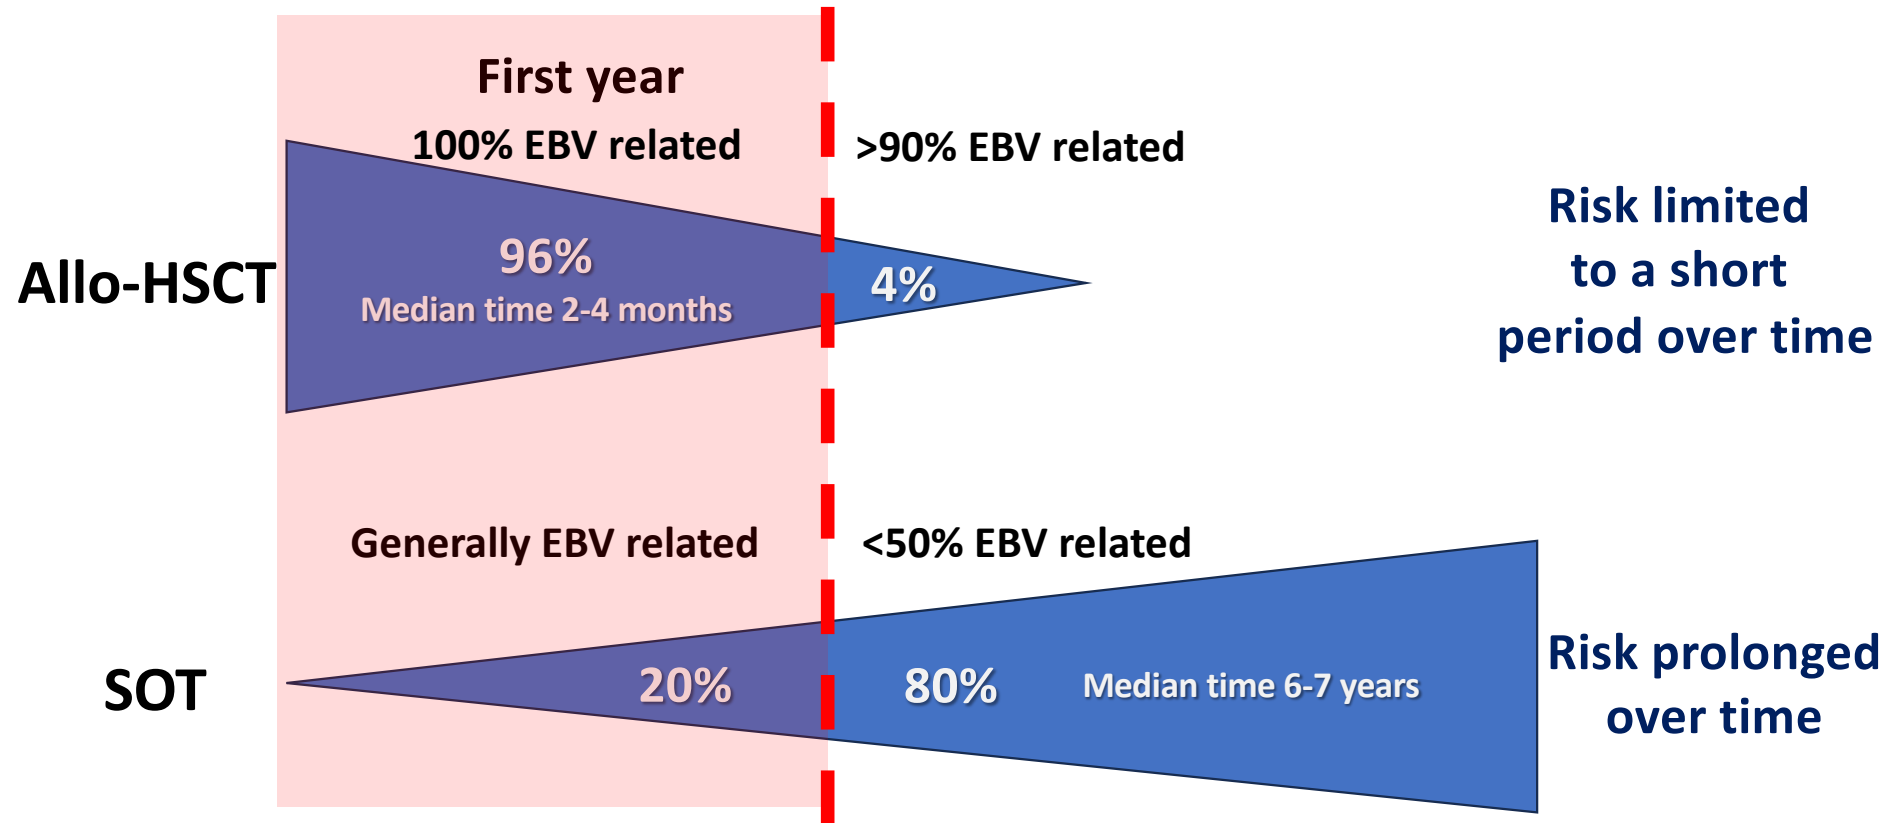 First year
100% EBV related
>90% EBV related
Allo-HSCT
96%
Median time 2-4 months
4%
Risk limited
to a short
period over time
Generally EBV related
<50% EBV related
SOT
20%
80%
Median time 6-7 years
Risk prolonged
over time